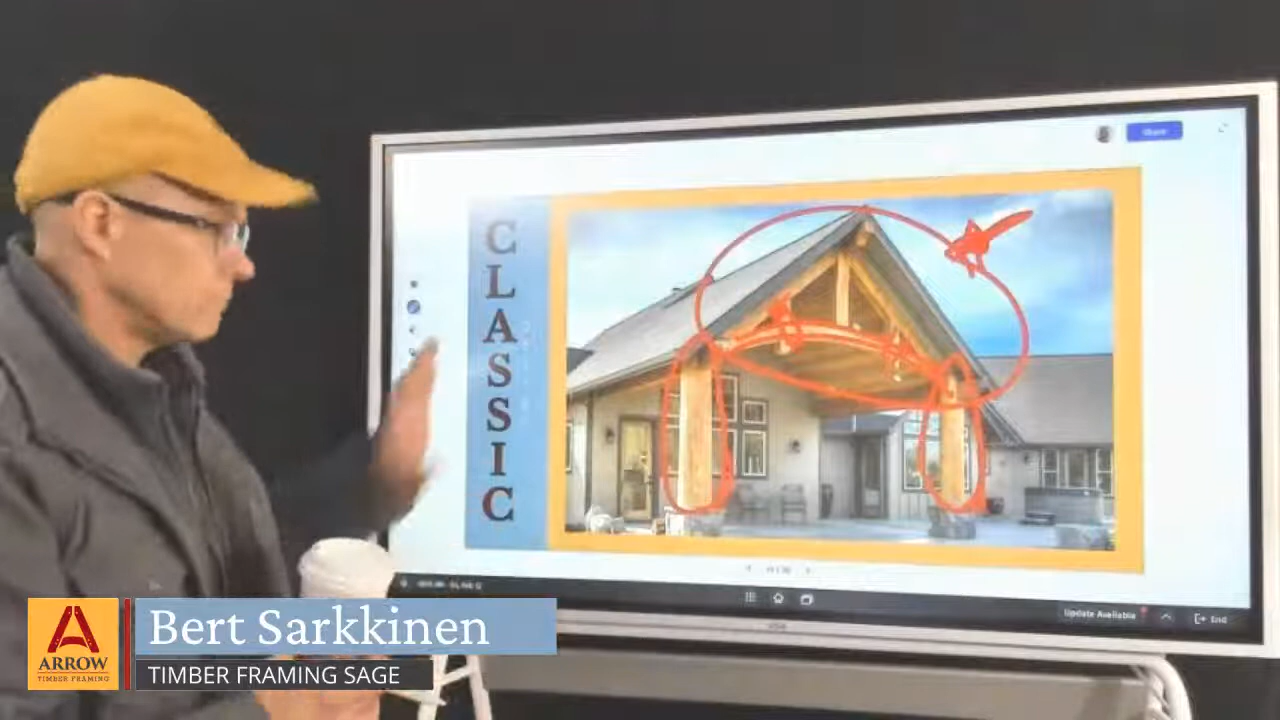 Share
CLASSIC
Update Available
End
Bert Sarkkinen
ARROW
TIMBER FRAMING
TIMBER FRAMING SAGE